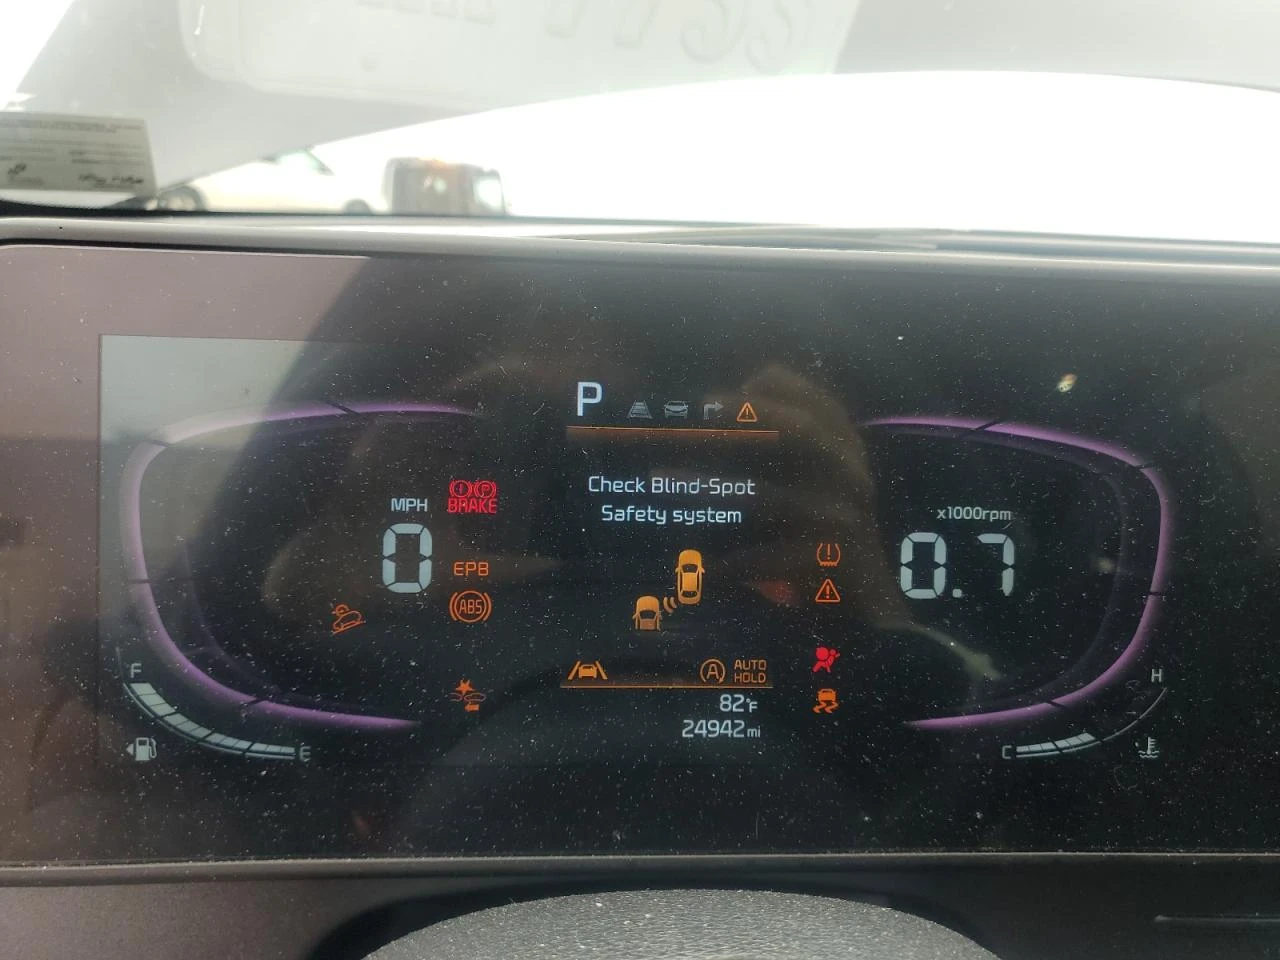 P
Check Blind-Spot
Safety system
MPH
0
BRAKE
EPB
ABS
x1000rpm
0.7
A AUTO
HOLD
82°F
24942mi
F
E
H
C